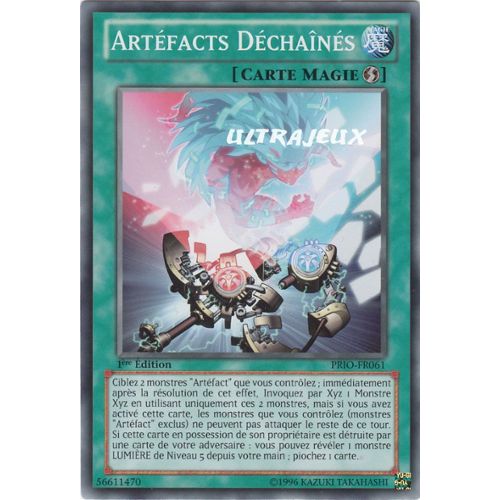 Artéfacts Déchaînés
MAGIE
魔
[Carte Magie]
ULTRAJEUX
1ère Édition
PRIO-FR061
Ciblez 2 monstres "Artéfact" que vous contrôlez ; immédiatement
après la résolution de cet effet, Invoquez par Xyz 1 Monstre
Xyz en utilisant uniquement ces 2 monstres, mais si vous avez
activé cette carte, les monstres que vous contrôlez (monstres
"Artéfact" exclus) ne peuvent pas attaquer le reste de ce tour.
Si cette carte en possession de son propriétaire est détruite par
une carte de votre adversaire : vous pouvez révéler 1 monstre
LUMIÈRE de Niveau 5 depuis votre main ; piochez 1 carte.
56611470
©1996 KAZUKI TAKAHASHI